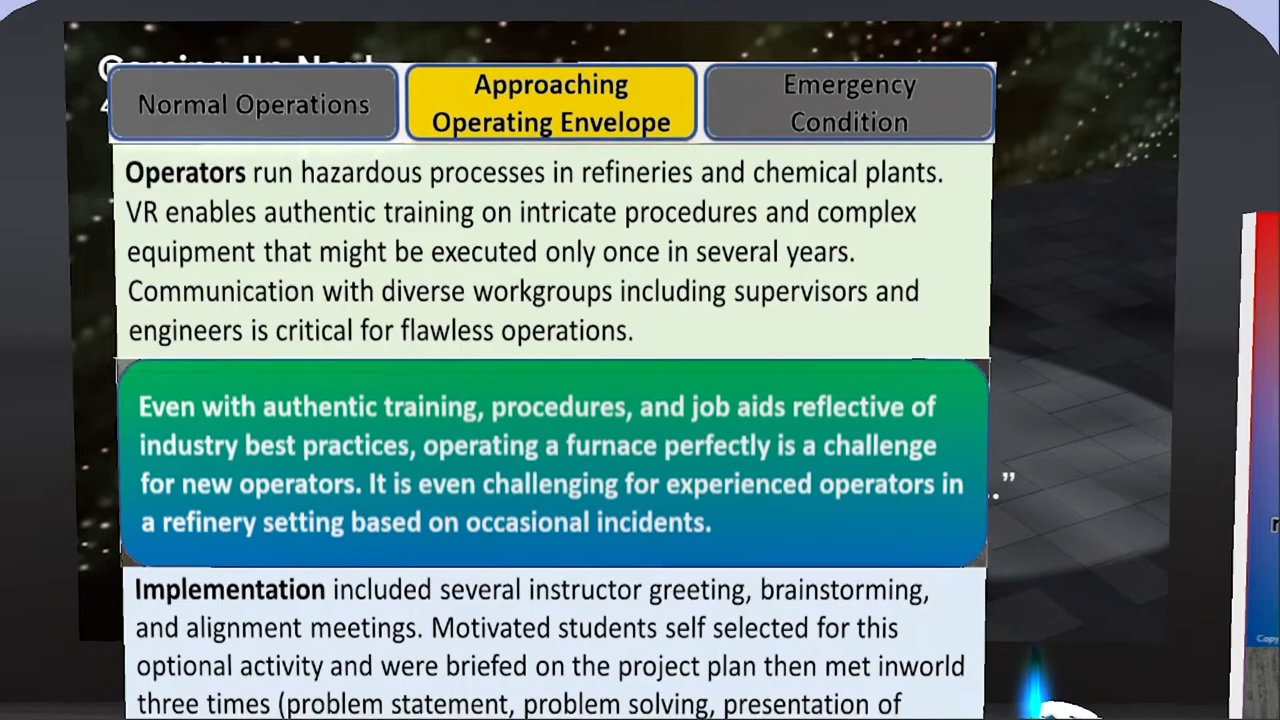 Coming Up Next
Normal Operations
Approaching
Operating Envelope
Emergency
Condition
Operators run hazardous processes in refineries and chemical plants.
VR enables authentic training on intricate procedures and complex
equipment that might be executed only once in several years.
Communication with diverse workgroups including supervisors and
engineers is critical for flawless operations.
Even with authentic training, procedures, and job aids reflective of
industry best practices, operating a furnace perfectly is a challenge
for new operators. It is even challenging for experienced operators in
a refinery setting based on occasional incidents.
..”
Implementation included several instructor greeting, brainstorming,
and alignment meetings. Motivated students self selected for this
optional activity and were briefed on the project plan then met inworld
three times (problem statement, problem solving, presentation of
Copy